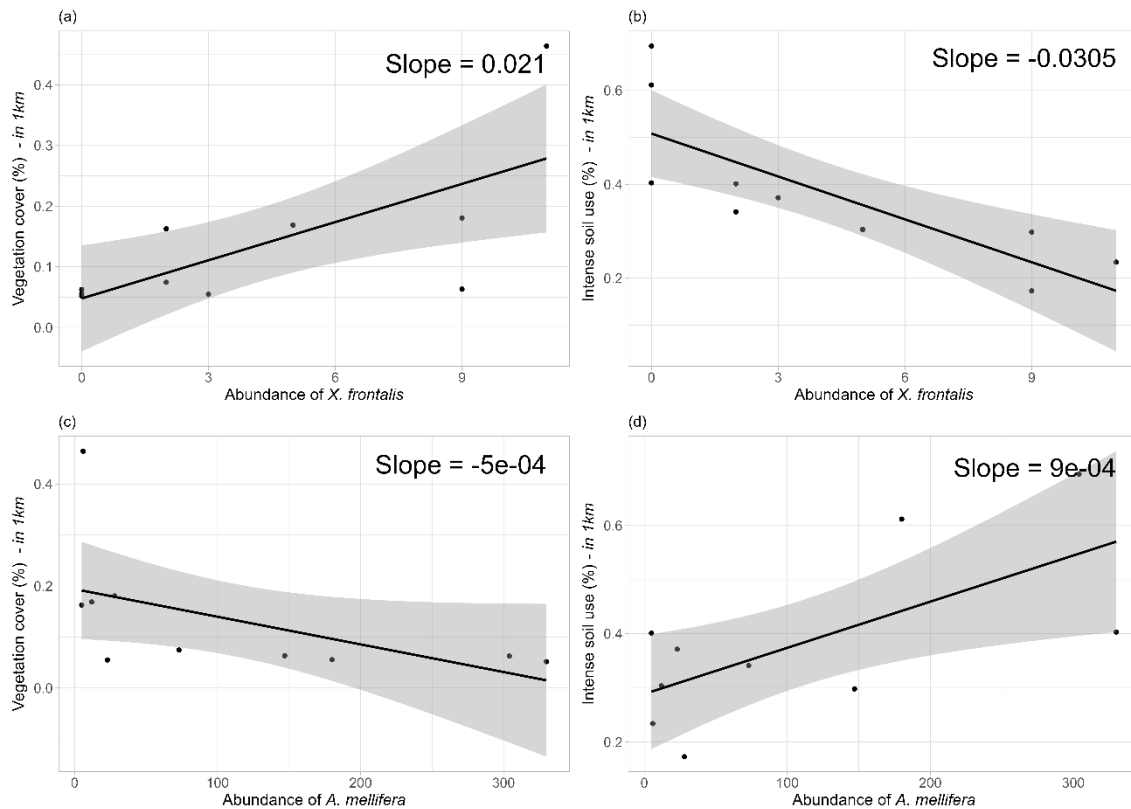 (a)
Slope = 0.021
Vegetation cover (%) - in 1km
0.4
0.3
0.2
0.1
0.0
0
3
6
9
Abundance of X. frontalis
(b)
Slope = -0.0305
Intense soil use (%) - in 1km
0.6
0.4
0.2
0
3
6
9
Abundance of X. frontalis
(c)
Slope = -5e-04
Vegetation cover (%) - in 1km
0.4
0.2
0.0
0
100
200
300
Abundance of A. mellifera
(d)
Slope = 9e-04
Intense soil use (%) - in 1km
0.6
0.4
0.2
0
100
200
300
Abundance of A. mellifera